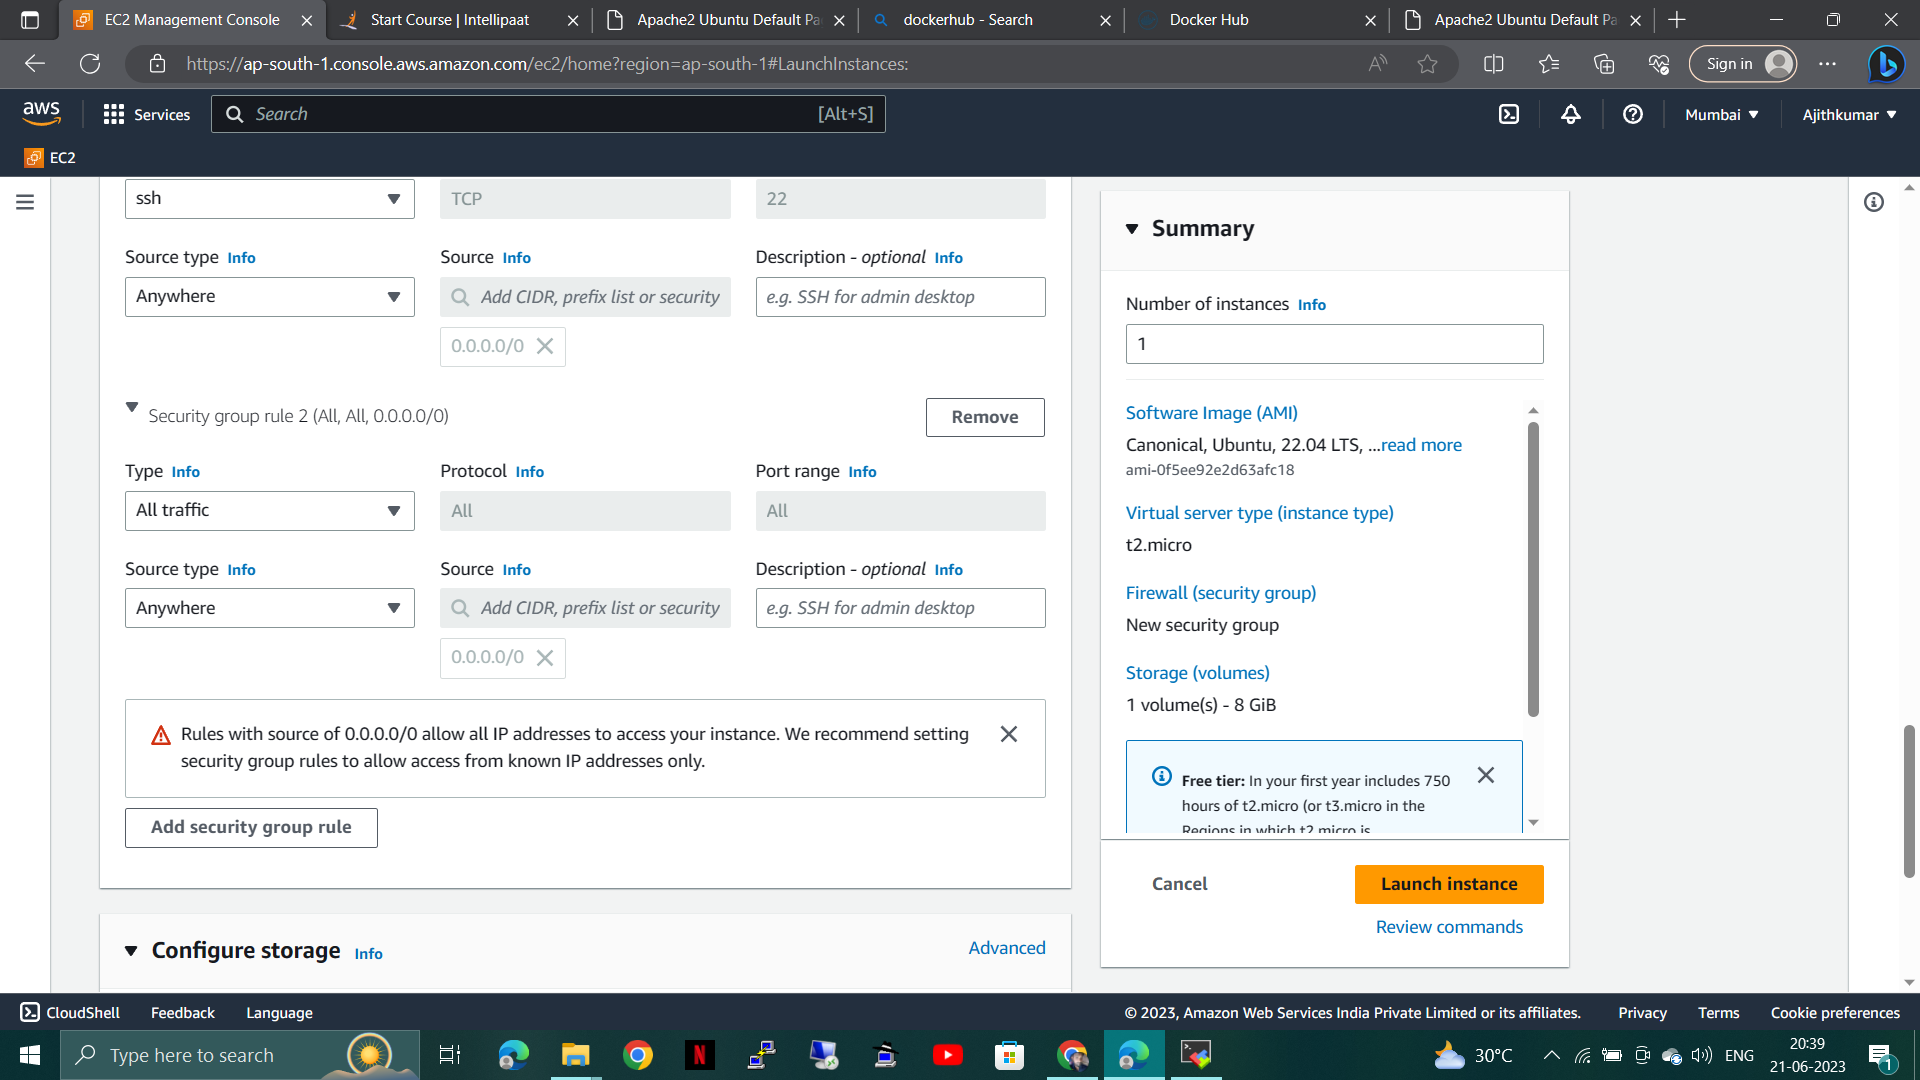 EC2 Management Console
Start Course | Intellipaat
Apache2 Ubuntu Default Pa
dockerhub - Search
Docker Hub
Apache2 Ubuntu Default Pa
https://ap-south-1.console.aws.amazon.com/ec2/home?region=ap-south-1#LaunchInstances:
Sign in
aws
Services
Search
[Alt+S]
Mumbai
Ajithkumar
EC2
ssh
TCP
22
Source type Info
Source Info
Description - optional Info
Anywhere
Add CIDR, prefix list or security
e.g. SSH for admin desktop
0.0.0.0/0
Security group rule 2 (All, All, 0.0.0.0/0)
Remove
Type Info
Protocol Info
Port range Info
All traffic
All
All
Source type Info
Source Info
Description - optional Info
Anywhere
Add CIDR, prefix list or security
e.g. SSH for admin desktop
0.0.0.0/0
Rules with source of 0.0.0.0/0 allow all IP addresses to access your instance. We recommend setting
security group rules to allow access from known IP addresses only.
Add security group rule
Configure storage Info
Advanced
Summary
Number of instances Info
1
Software Image (AMI)
Canonical, Ubuntu, 22.04 LTS, ...read more
ami-0f5ee92e2d63afc18
Virtual server type (instance type)
t2.micro
Firewall (security group)
New security group
Storage (volumes)
1 volume(s) - 8 GiB
Free tier: In your first year includes 750
hours of t2.micro (or t3.micro in the
Regions in which t2.micro is
Cancel
Launch instance
Review commands
CloudShell
Feedback
Language
© 2023, Amazon Web Services India Private Limited or its affiliates.
Privacy
Terms
Cookie preferences
Type here to search
30°C
ENG
20:39
21-06-2023
1